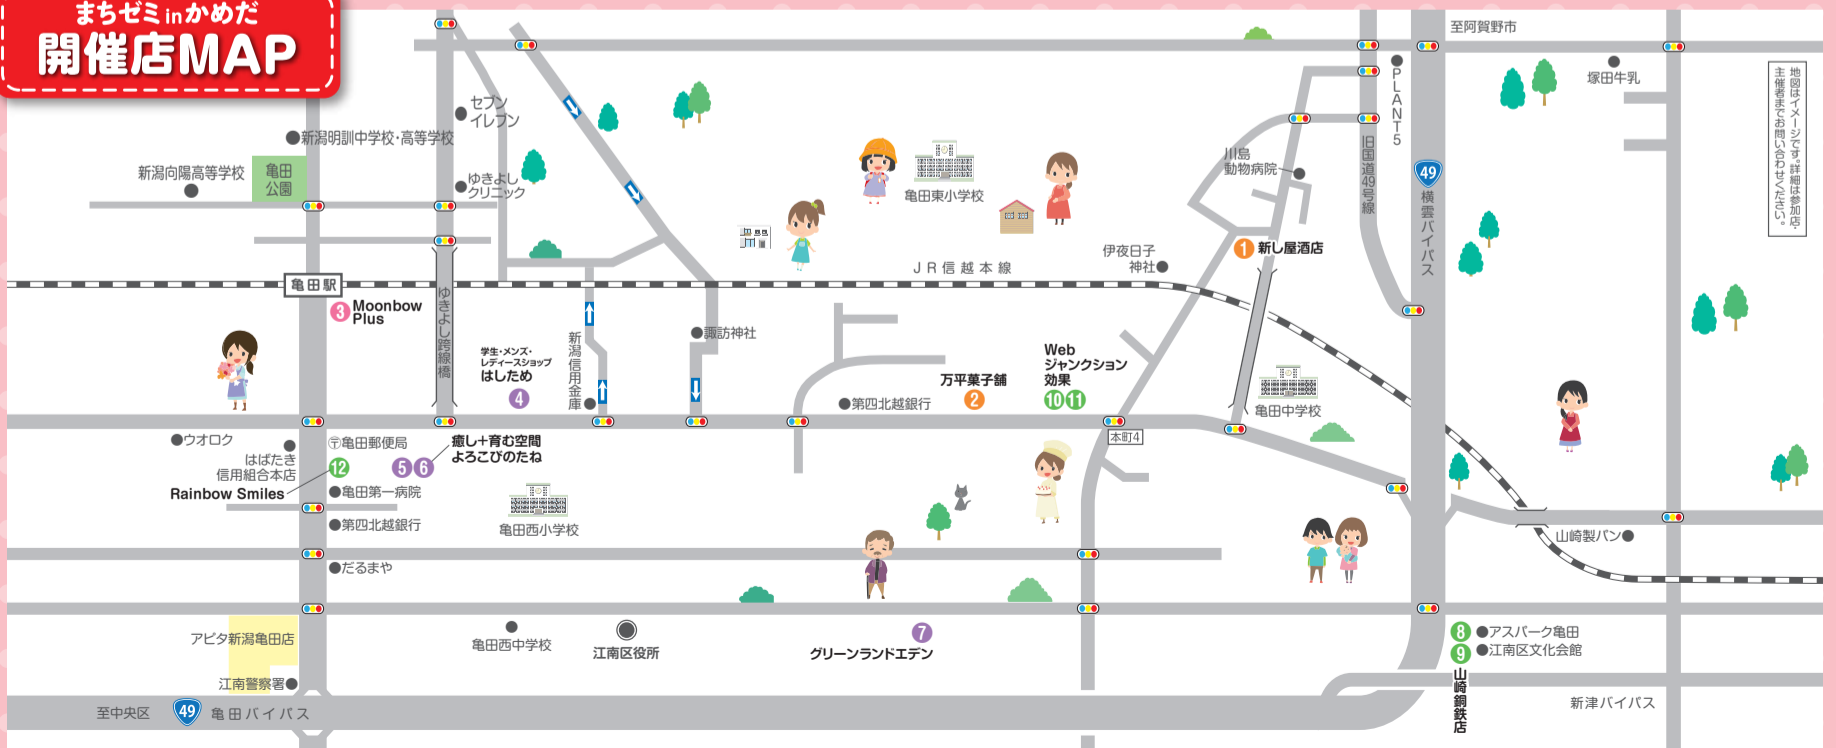 まちゼミinかめだ
開催店MAP
至阿賀野市
塚田牛乳
地図はイメージです。詳細は参加店・
主催者までお問い合わせください。
PLANT5
セブン
イレブン
新潟明訓中学校・高等学校
新潟向陽高等学校
亀田
公園
ゆきよし
クリニック
亀田東小学校
川島
動物病院
旧国道49号線
49
横雲バイパス
1 新し屋酒店
伊夜日子
神社
JR信越本線
亀田駅
3 Moonbow
Plus
ゆきよし跨線橋
学生・メンズ・
レディースショップ
はしため
4
新潟信用金庫
諏訪神社
第四北越銀行
万平菓子舗
2
Web
ジャンクション
効果
10 11
亀田中学校
本町4
ウオロク
はばたき
信用組合本店
〒亀田郵便局
12
Rainbow Smiles
5 6
癒し+育む空間
よろこびのたね
亀田第一病院
第四北越銀行
亀田西小学校
だるまや
山崎製パン
アピタ新潟亀田店
亀田西中学校
江南区役所
7
グリーンランドエデン
8
アスパーク亀田
9
江南区文化会館
山崎鋼鉄店
江南警察署
新津バイパス
至中央区
49
亀田バイパス